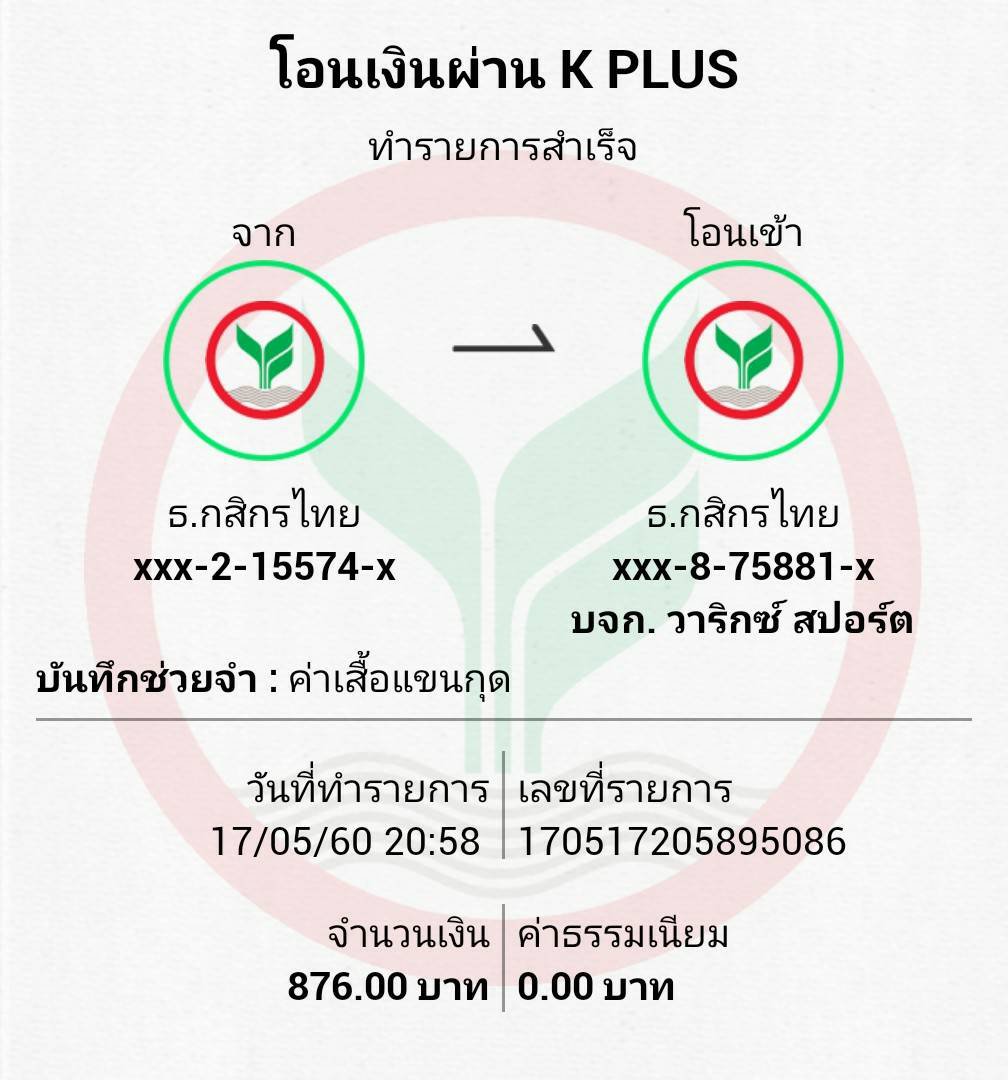 โอนเงินผ่าน K PLUS
ทำรายการสำเร็จ
จาก
โอนเข้า
ธ.กสิกรไทย
xxx-2-15574-x
ธ.กสิกรไทย
xxx-8-75881-x
บจก. วาริกซ์ สปอร์ต
บันทึกช่วยจำ : ค่าเสื้อแขนกุด
วันที่ทำรายการ
17/05/60 20:58
เลขที่รายการ
170517205895086
จำนวนเงิน
876.00 บาท
ค่าธรรมเนียม
0.00 บาท